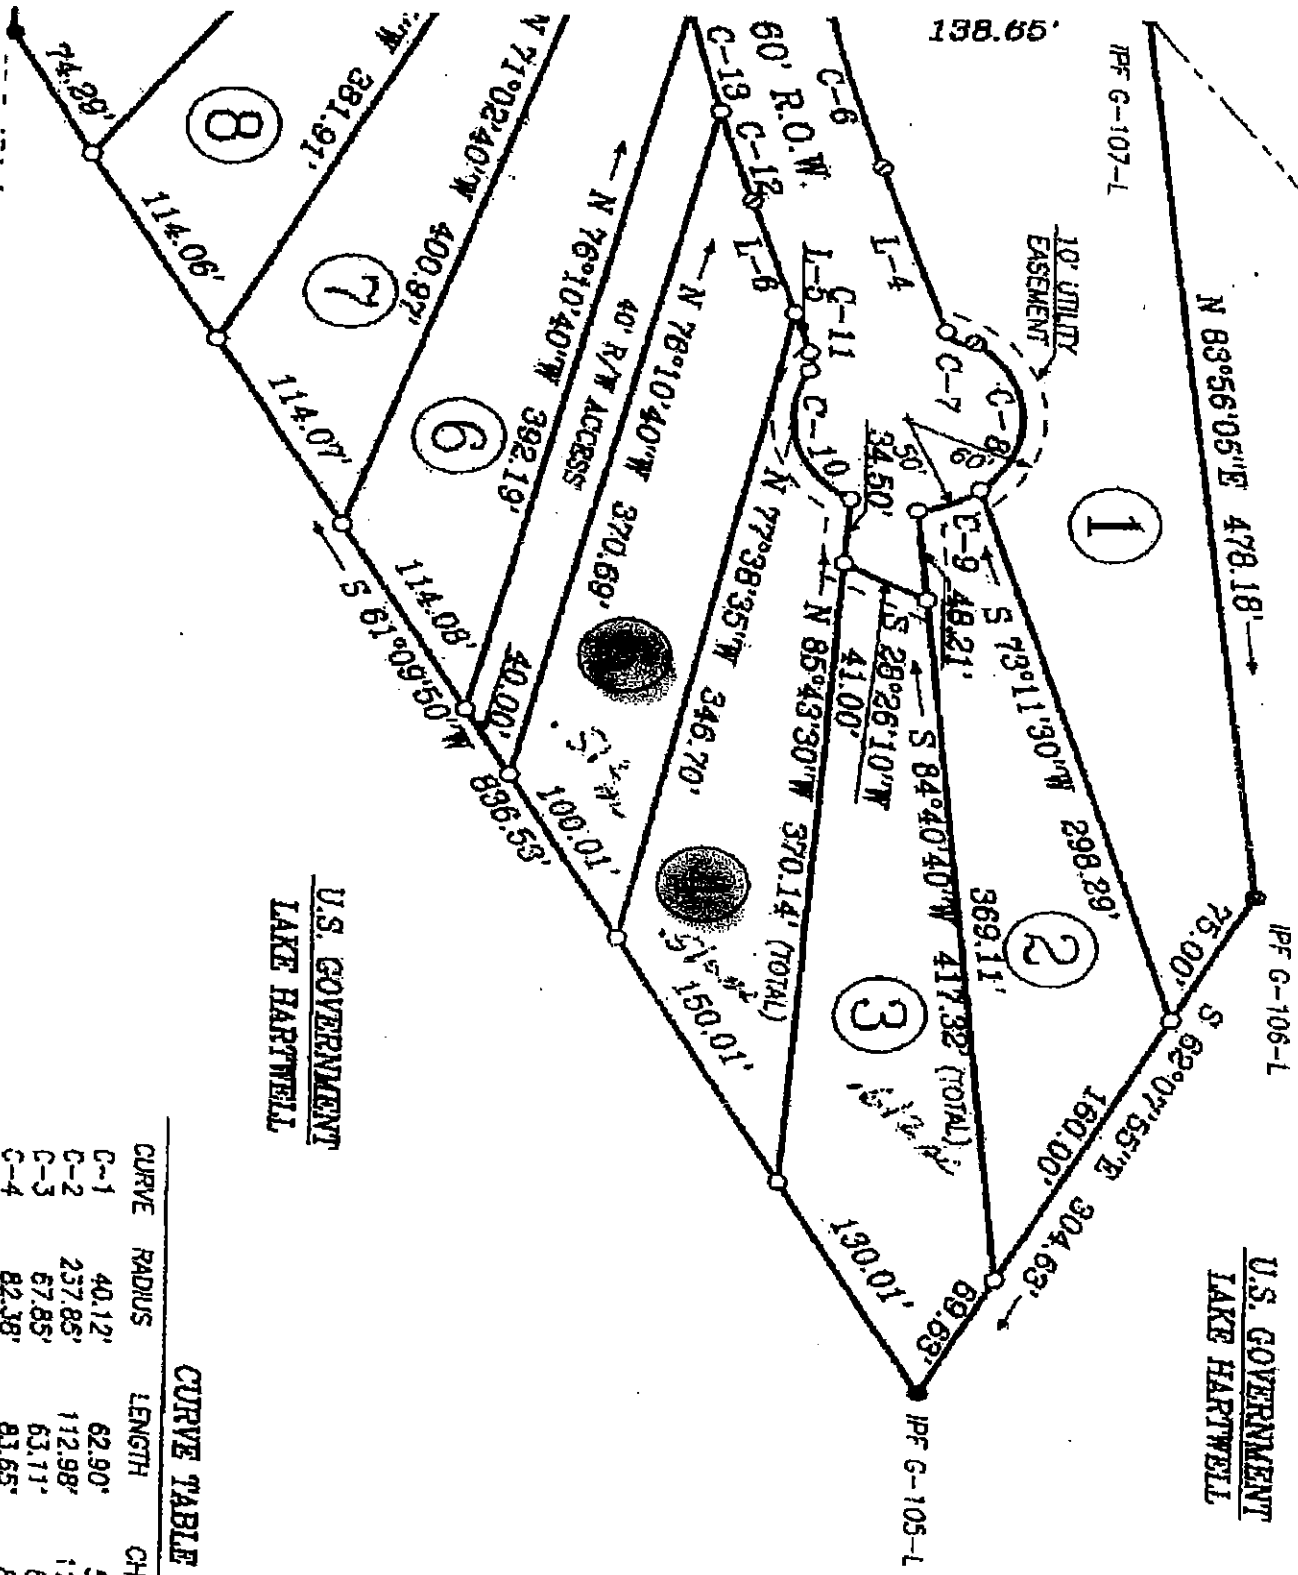 138.65'
IPF G-107-L
N 83°56'05"E 478.18'
IPF G-106-L
75.00'
S 62°07'55"E 304.63'
160.00'
69.63'
IPF G-105-L
U.S. GOVERNMENT
LAKE HARTWELL
10' UTILITY
EASEMENT
1
C-6
L-4
C-7
C-8
60'
50'
C-9
60' R.O.W.
C-13
C-12
L-6
L-5
C-11
C-10
34.50'
48.21'
S 73°11'30"W 298.29'
2
369.11'
S 84°40'40"W 417.32' (TOTAL)
S 28°26'10"W
41.00'
3
N 85°43'30"W 370.14' (TOTAL)
130.01'
N 77°38'35"W 346.70'
150.01'
N 76°10'40"W 370.69'
100.01'
40' R/W ACCESS
40.00'
N 76°10'40"W 392.19'
6
114.08'
S 61°09'50"W 836.53'
N 71°02'40"W 400.97'
7
114.07'
W 381.91'
8
114.06'
74.29'
U.S. GOVERNMENT
LAKE HARTWELL
CURVE TABLE
CURVE RADIUS LENGTH CH
C-1 40.12' 62.90'
C-2 237.86' 112.98'
C-3 67.85' 63.11'
C-4 82.38' 83.65'